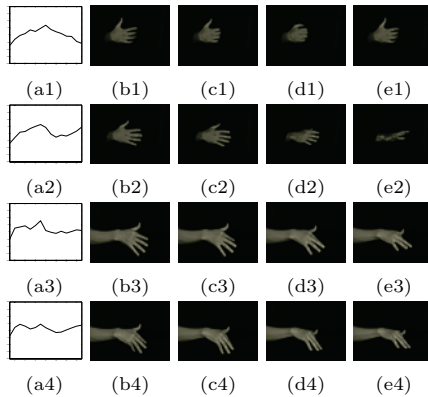 (a1) (b1) (c1) (d1) (e1)
(a2) (b2) (c2) (d2) (e2)
(a3) (b3) (c3) (d3) (e3)
(a4) (b4) (c4) (d4) (e4)